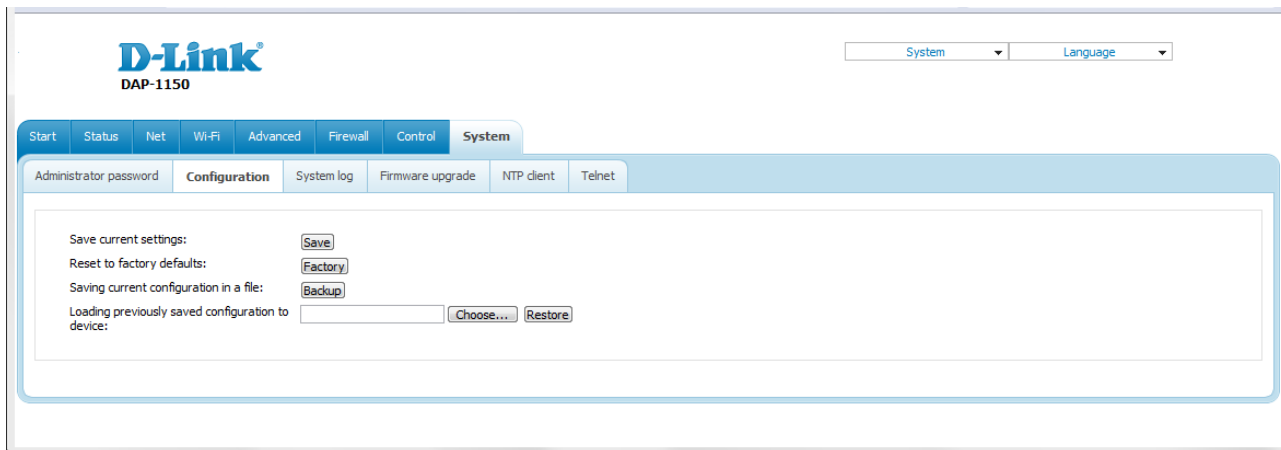 D-Link®
DAP-1150
System Language
Start Status Net Wi-Fi Advanced Firewall Control System
Administrator password Configuration System log Firmware upgrade NTP client Telnet
Save current settings: Save
Reset to factory defaults: Factory
Saving current configuration in a file: Backup
Loading previously saved configuration to
device: Choose... Restore